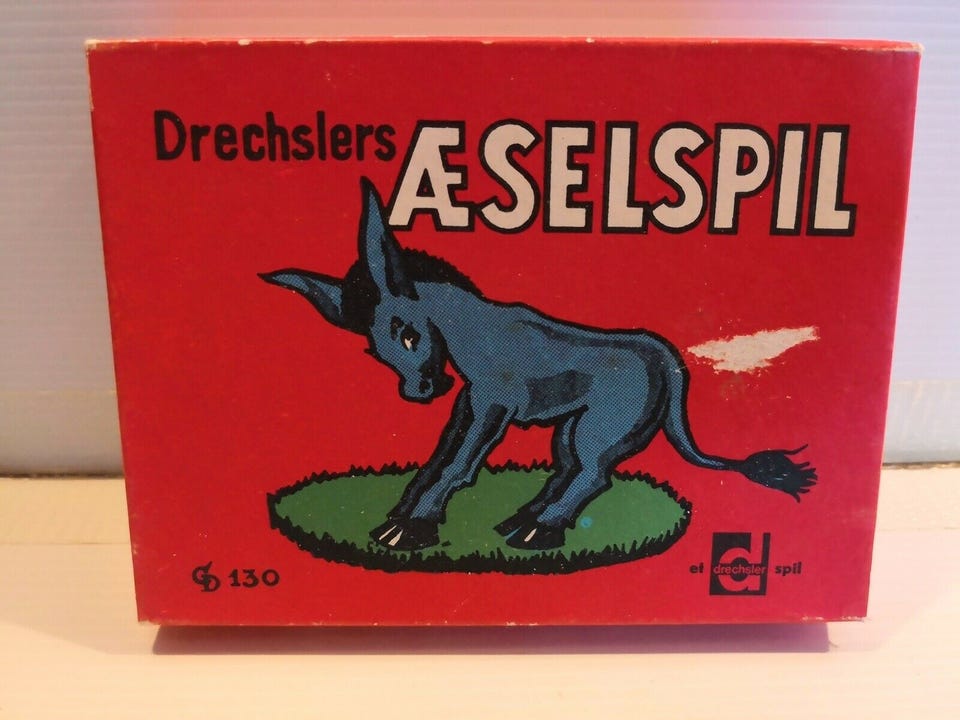 Drechslers ÆSELSPIL
GD 130
et drechsler spil